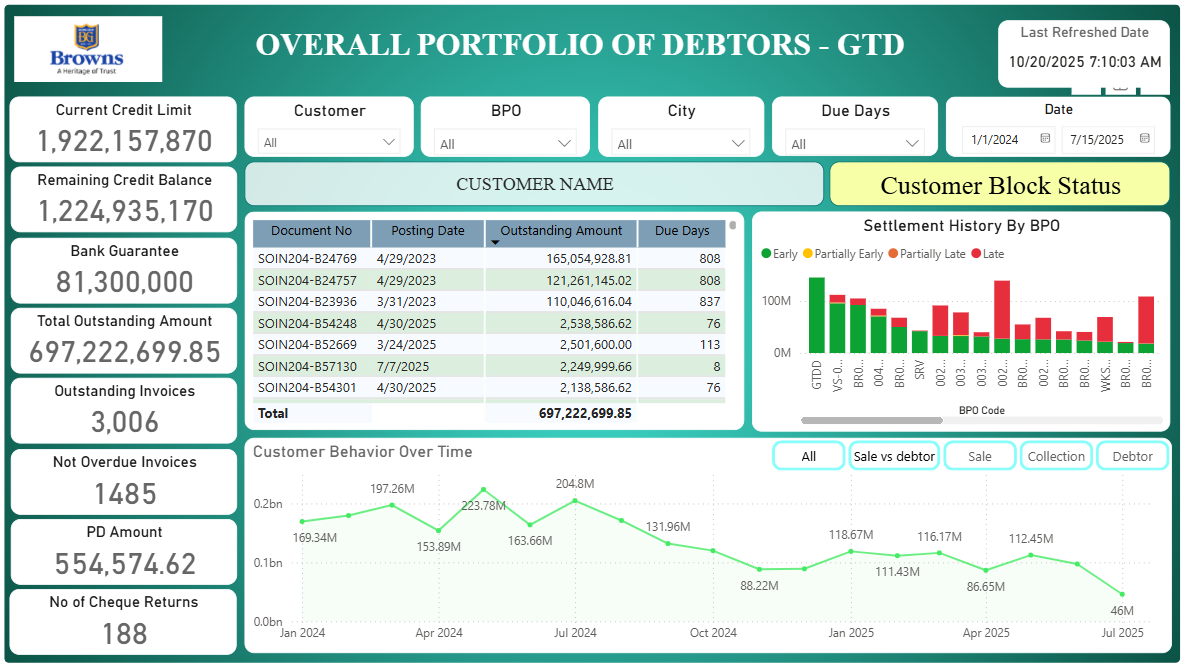 BG
Browns
A Heritage of Trust
OVERALL PORTFOLIO OF DEBTORS - GTD
Last Refreshed Date
10/20/2025 7:10:03 AM
Current Credit Limit
1,922,157,870
Remaining Credit Balance
1,224,935,170
Bank Guarantee
81,300,000
Total Outstanding Amount
697,222,699.85
Outstanding Invoices
3,006
Not Overdue Invoices
1485
PD Amount
554,574.62
No of Cheque Returns
188
Customer
All
BPO
All
City
All
Due Days
All
Date
1/1/2024 7/15/2025
CUSTOMER NAME
Customer Block Status
Document No Posting Date Outstanding Amount Due Days
SOIN204-B24769 4/29/2023 165,054,928.81 808
SOIN204-B24757 4/29/2023 121,261,145.02 808
SOIN204-B23936 3/31/2023 110,046,616.04 837
SOIN204-B54248 4/30/2025 2,538,586.62 76
SOIN204-B52669 3/24/2025 2,501,600.00 113
SOIN204-B57130 7/7/2025 2,249,999.66 8
SOIN204-B54301 4/30/2025 2,138,586.62 76
Total 697,222,699.85
Settlement History By BPO
Early Partially Early Partially Late Late
100M
0M
GTDD VS-0... BR0... 004... BR0... SRV 002... 003... 003... 002... BR0... 002... BR0... BR0... WKS... BR0... BR0...
BPO Code
Customer Behavior Over Time
All Sale vs debtor Sale Collection Debtor
0.2bn
0.1bn
0.0bn
169.34M
197.26M
153.89M
223.78M
163.66M
204.8M
131.96M
88.22M
118.67M
111.43M
116.17M
86.65M
112.45M
46M
Jan 2024 Apr 2024 Jul 2024 Oct 2024 Jan 2025 Apr 2025 Jul 2025